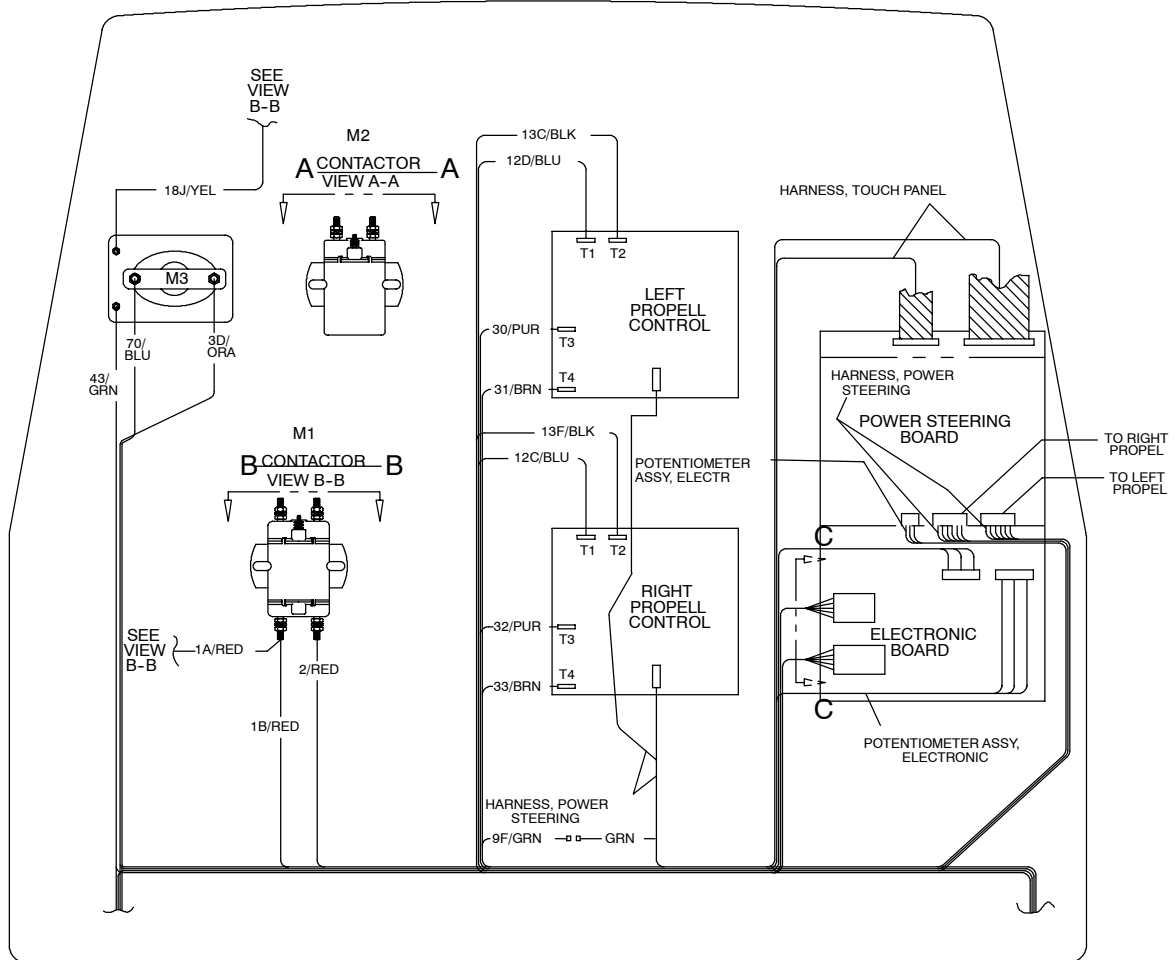 SEE
VIEW
B-B
18J/YEL
M2
A CONTACTOR A
VIEW A-A
M3
70/
BLU
3D/
ORA
43/
GRN
M1
B CONTACTOR B
VIEW B-B
SEE
VIEW
B-B
1A/RED
2/RED
1B/RED
13C/BLK
12D/BLU
T1 T2
LEFT
PROPELL
CONTROL
30/PUR
T3
T4
31/BRN
13F/BLK
12C/BLU
POTENTIOMETER
ASSY, ELECTR
T1 T2
RIGHT
PROPELL
CONTROL
32/PUR
T3
T4
33/BRN
HARNESS, POWER
STEERING
9F/GRN
GRN
HARNESS, TOUCH PANEL
HARNESS, POWER
STEERING
POWER STEERING
BOARD
TO RIGHT
PROPEL
TO LEFT
PROPEL
C
ELECTRONIC
BOARD
C
POTENTIOMETER ASSY,
ELECTRONIC